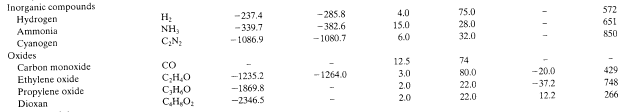 Inorganic compounds
Hydrogen H₂ −237.4 −285.8 4.0 75.0 – 572
Ammonia NH₃ −339.7 −382.6 15.0 28.0 – 651
Cyanogen C₂N₂ −1086.9 −1080.7 6.0 32.0 – 850
Oxides
Carbon monoxide CO – – 12.5 74 – –
Ethylene oxide C₂H₄O −1235.2 −1264.0 3.0 80.0 −20.0 429
Propylene oxide C₃H₆O −1869.8 – 2.0 22.0 −37.2 748
Dioxan C₄H₈O₂ −2346.5 – 2.0 22.0 12.2 266